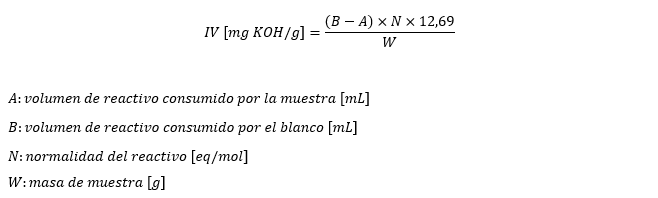 IV [mg KOH/g] = (B − A) × N × 12,69 / W
A: volumen de reactivo consumido por la muestra [mL]
B: volumen de reactivo consumido por el blanco [mL]
N: normalidad del reactivo [eq/mol]
W: masa de muestra [g]